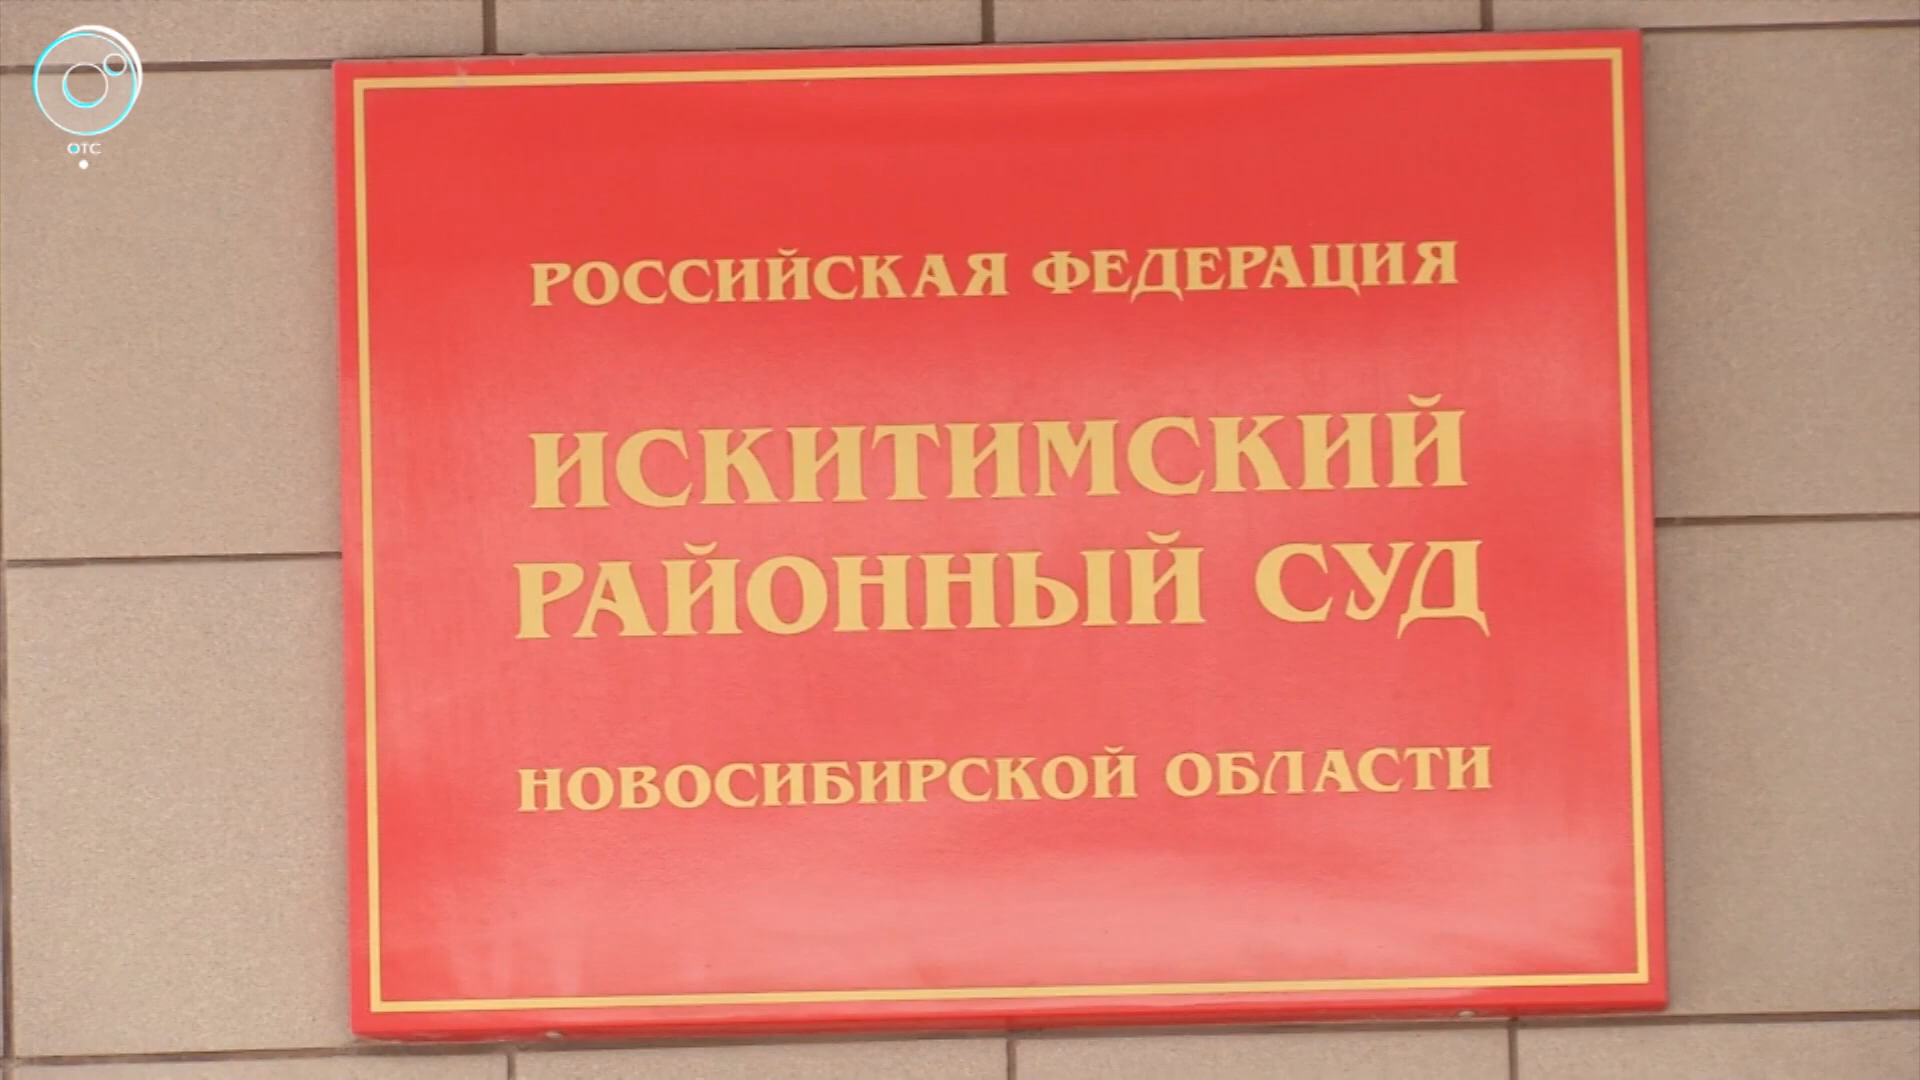 ОТС
РОССИЙСКАЯ ФЕДЕРАЦИЯ
ИСКИТИМСКИЙ
РАЙОННЫЙ СУД
НОВОСИБИРСКОЙ ОБЛАСТИ